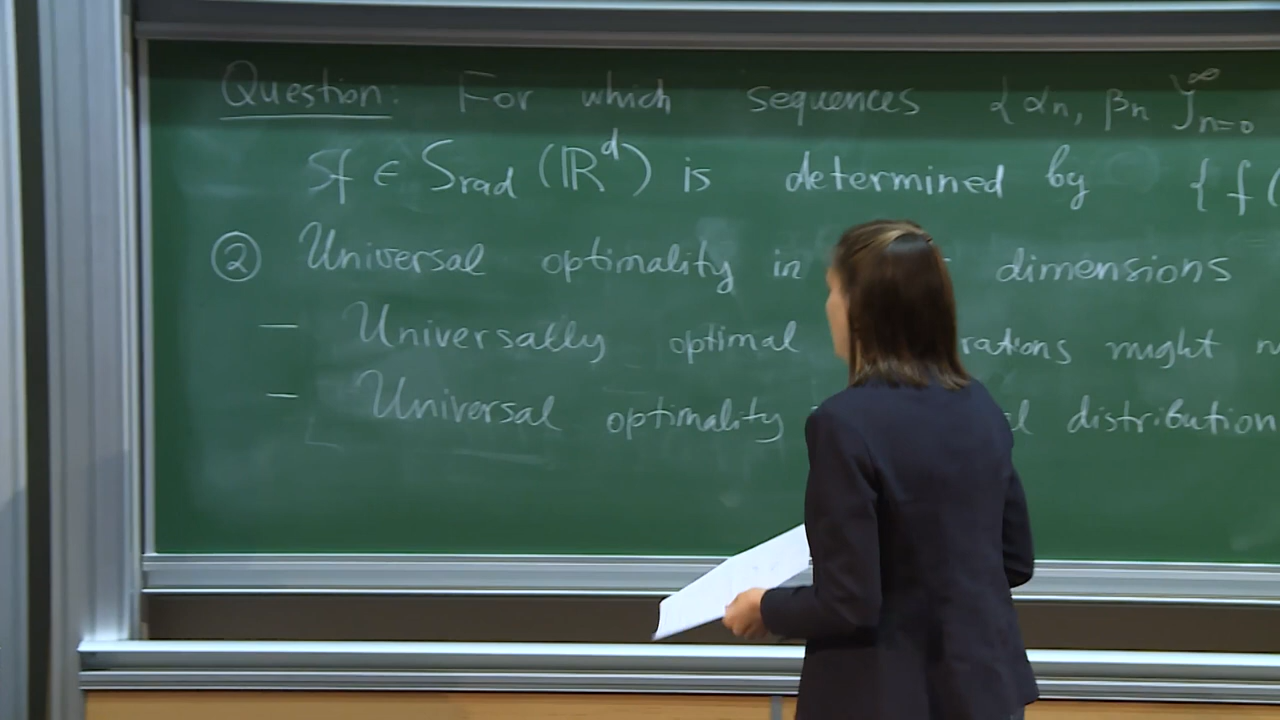 Question: For which sequences {αn, βn}∞n=0
f ∈ Srad (ℝd) is determined by { f (
② Universal optimality in dimensions
— Universally optimal rations might n
— Universal optimality l distribution